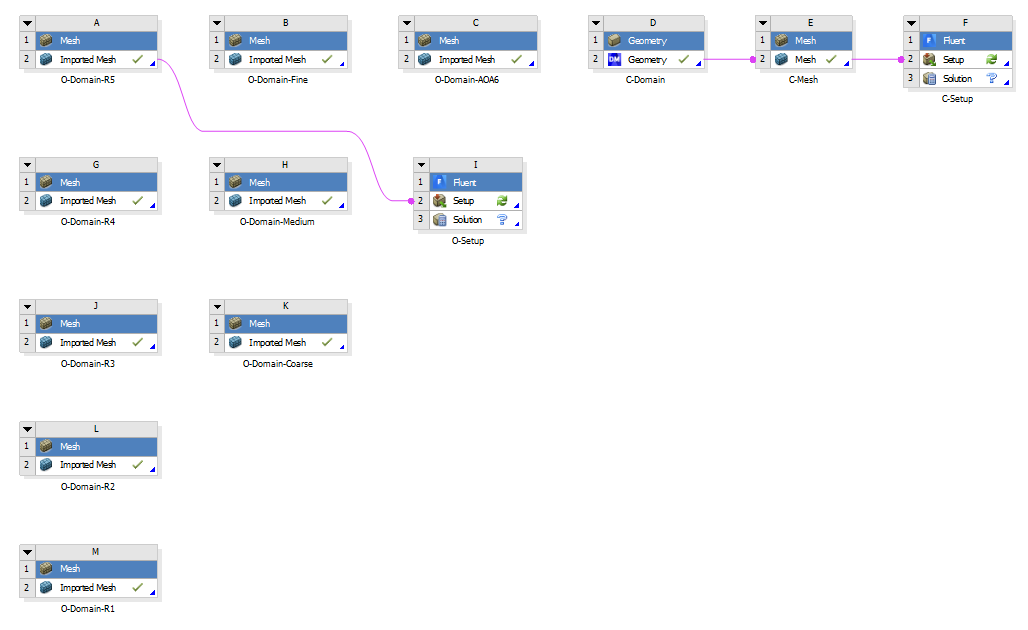 A
1 Mesh
2 Imported Mesh
O-Domain-R5
B
1 Mesh
2 Imported Mesh
O-Domain-Fine
C
1 Mesh
2 Imported Mesh
O-Domain-AOA6
D
1 Geometry
2 DM Geometry
C-Domain
E
1 Mesh
2 Mesh
C-Mesh
F
1 F Fluent
2 Setup
3 Solution
C-Setup
G
1 Mesh
2 Imported Mesh
O-Domain-R4
H
1 Mesh
2 Imported Mesh
O-Domain-Medium
I
1 F Fluent
2 Setup
3 Solution
O-Setup
J
1 Mesh
2 Imported Mesh
O-Domain-R3
K
1 Mesh
2 Imported Mesh
O-Domain-Coarse
L
1 Mesh
2 Imported Mesh
O-Domain-R2
M
1 Mesh
2 Imported Mesh
O-Domain-R1